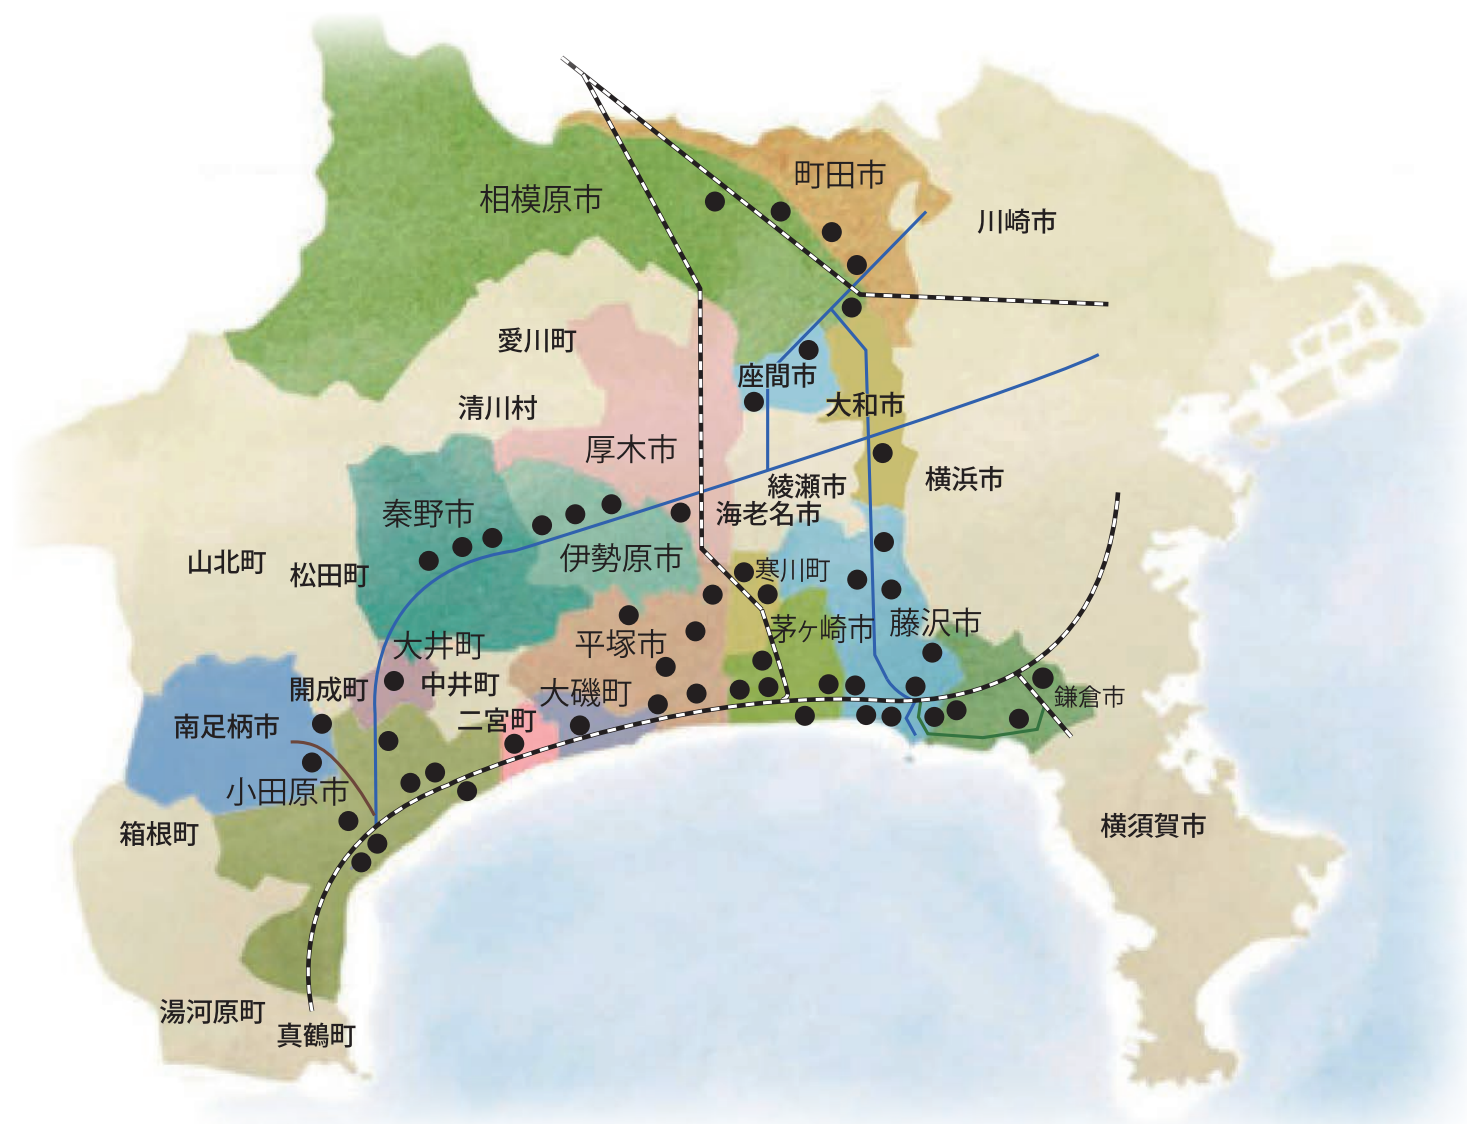 町田市
相模原市
川崎市
愛川町
座間市
清川村
大和市
厚木市
横浜市
綾瀬市
秦野市
海老名市
伊勢原市
寒川町
山北町
松田町
茅ヶ崎市
藤沢市
平塚市
大井町
開成町
中井町
大磯町
鎌倉市
二宮町
南足柄市
小田原市
箱根町
横須賀市
湯河原町
真鶴町